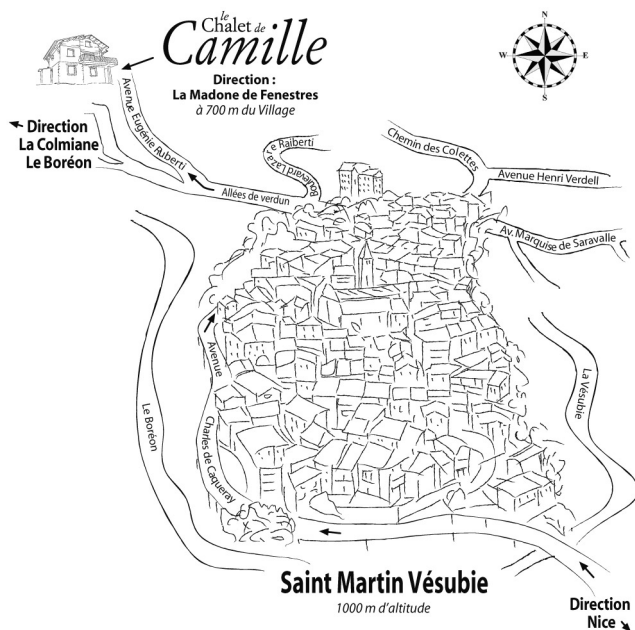 le
Chalet de
Camille
Direction :
La Madone de Fenestres
à 700 m du Village
N
W
E
S
Direction
La Colmiane
Le Boréon
Avenue Eugénie Ruberti
Allées de verdun
Boulevard Lazare Raiberti
Chemin des Colettes
Avenue Henri Verdell
Av. Marquise de Saravalle
Avenue
Charles de Caqueray
Le Boréon
La Vésubie
Saint Martin Vésubie
1000 m d'altitude
Direction
Nice